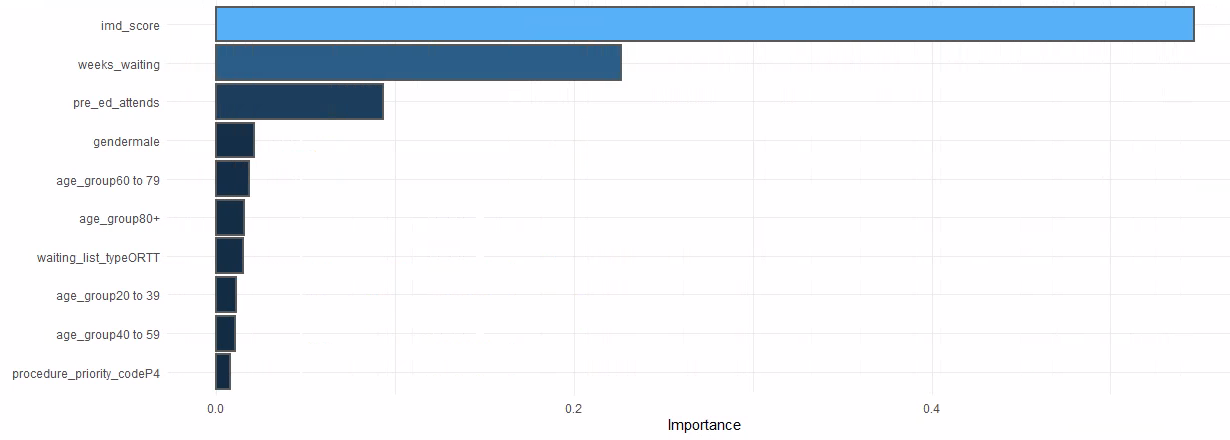 imd_score
weeks_waiting
pre_ed_attends
gendermale
age_group60 to 79
age_group80+
waiting_list_typeORTT
age_group20 to 39
age_group40 to 59
procedure_priority_codeP4
0.0 0.2 0.4
Importance